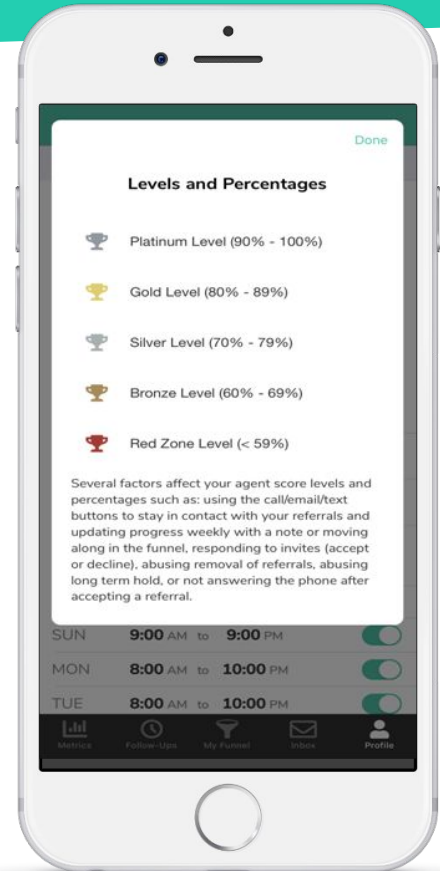 Done
Levels and Percentages
Platinum Level (90% - 100%)
Gold Level (80% - 89%)
Silver Level (70% - 79%)
Bronze Level (60% - 69%)
Red Zone Level (< 59%)
Several factors affect your agent score levels and
percentages such as: using the call/email/text
buttons to stay in contact with your referrals and
updating progress weekly with a note or moving
along in the funnel, responding to invites (accept
or decline), abusing removal of referrals, abusing
long term hold, or not answering the phone after
accepting a referral.
SUN 9:00 AM to 9:00 PM
MON 8:00 AM to 10:00 PM
TUE 8:00 AM to 10:00 PM
Metrics Follow-Ups My Funnel Inbox Profile